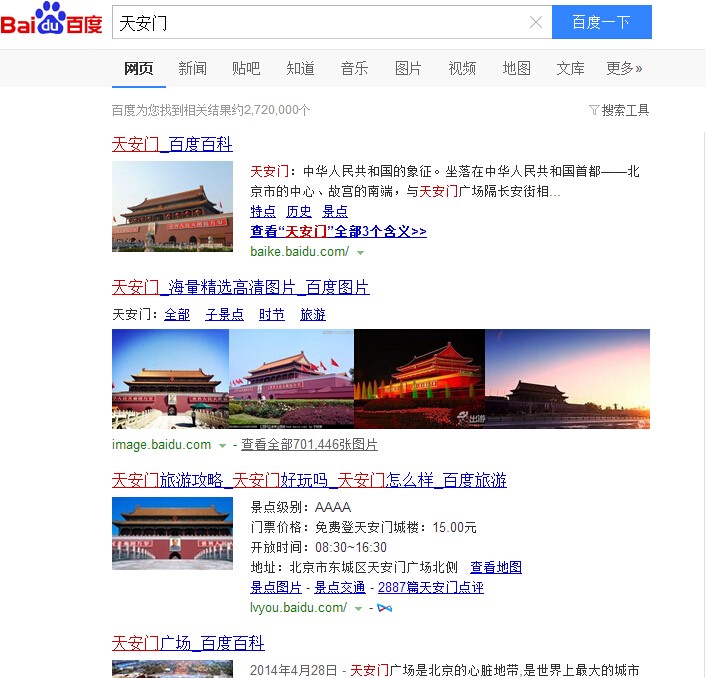 Bai du 百度
天安门
百度一下
网页 新闻 贴吧 知道 音乐 图片 视频 地图 文库 更多»
百度为您找到相关结果约2,720,000个
搜索工具
天安门_百度百科
天安门：中华人民共和国的象征。坐落在中华人民共和国首都——北
京市的中心、故宫的南端，与天安门广场隔长安街相...
特点 历史 景点
查看“天安门”全部3个含义>>
baike.baidu.com/
天安门_海量精选高清图片_百度图片
天安门：全部 子景点 时节 旅游
image.baidu.com - 查看全部701,446张图片
天安门旅游攻略_天安门好玩吗_天安门怎么样_百度旅游
景点级别：AAAA
门票价格：免费登天安门城楼：15.00元
开放时间：08:30~16:30
地址：北京市东城区天安门广场北侧 查看地图
景点图片 - 景点交通 - 2887篇天安门点评
lvyou.baidu.com/ -
天安门广场_百度百科
2014年4月28日 - 天安门广场是北京的心脏地带,是世界上最大的城市